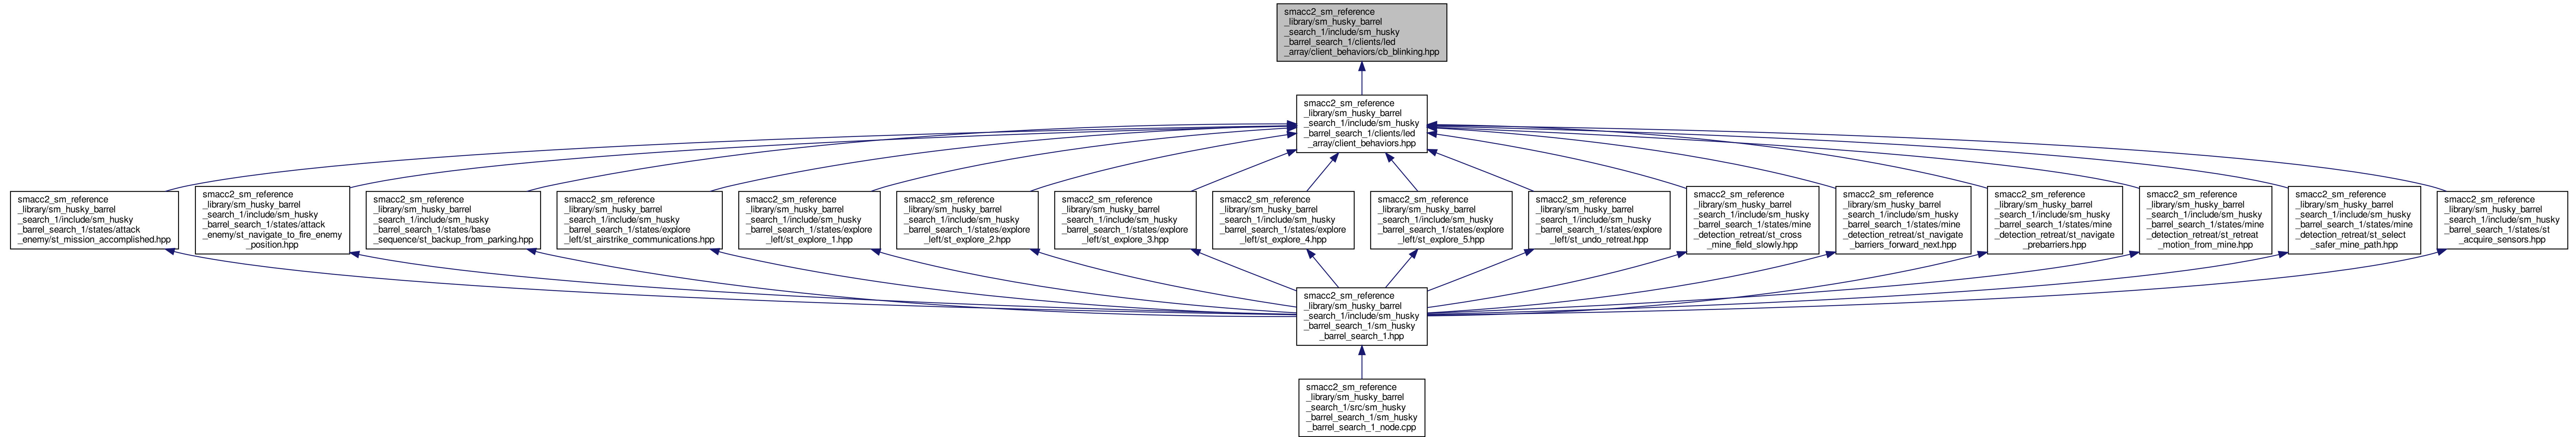 smacc2_sm_reference
_library/sm_husky_barrel
_search_1/include/sm_husky
_barrel_search_1/clients/led
_array/client_behaviors/cb_blinking.hpp
smacc2_sm_reference
_library/sm_husky_barrel
_search_1/include/sm_husky
_barrel_search_1/clients/led
_array/client_behaviors.hpp
smacc2_sm_reference
_library/sm_husky_barrel
_search_1/include/sm_husky
_barrel_search_1/states/attack
_enemy/st_mission_accomplished.hpp
smacc2_sm_reference
_library/sm_husky_barrel
_search_1/include/sm_husky
_barrel_search_1/states/attack
_enemy/st_navigate_to_fire_enemy
_position.hpp
smacc2_sm_reference
_library/sm_husky_barrel
_search_1/include/sm_husky
_barrel_search_1/states/base
_sequence/st_backup_from_parking.hpp
smacc2_sm_reference
_library/sm_husky_barrel
_search_1/include/sm_husky
_barrel_search_1/states/explore
_left/st_airstrike_communications.hpp
smacc2_sm_reference
_library/sm_husky_barrel
_search_1/include/sm_husky
_barrel_search_1/states/explore
_left/st_explore_1.hpp
smacc2_sm_reference
_library/sm_husky_barrel
_search_1/include/sm_husky
_barrel_search_1/states/explore
_left/st_explore_2.hpp
smacc2_sm_reference
_library/sm_husky_barrel
_search_1/include/sm_husky
_barrel_search_1/states/explore
_left/st_explore_3.hpp
smacc2_sm_reference
_library/sm_husky_barrel
_search_1/include/sm_husky
_barrel_search_1/states/explore
_left/st_explore_4.hpp
smacc2_sm_reference
_library/sm_husky_barrel
_search_1/include/sm_husky
_barrel_search_1/states/explore
_left/st_explore_5.hpp
smacc2_sm_reference
_library/sm_husky_barrel
_search_1/include/sm_husky
_barrel_search_1/states/explore
_left/st_undo_retreat.hpp
smacc2_sm_reference
_library/sm_husky_barrel
_search_1/include/sm_husky
_barrel_search_1/states/mine
_detection_retreat/st_cross
_mine_field_slowly.hpp
smacc2_sm_reference
_library/sm_husky_barrel
_search_1/include/sm_husky
_barrel_search_1/states/mine
_detection_retreat/st_navigate
_barriers_forward_next.hpp
smacc2_sm_reference
_library/sm_husky_barrel
_search_1/include/sm_husky
_barrel_search_1/states/mine
_detection_retreat/st_navigate
_prebarriers.hpp
smacc2_sm_reference
_library/sm_husky_barrel
_search_1/include/sm_husky
_barrel_search_1/states/mine
_detection_retreat/st_retreat
_motion_from_mine.hpp
smacc2_sm_reference
_library/sm_husky_barrel
_search_1/include/sm_husky
_barrel_search_1/states/mine
_detection_retreat/st_select
_safer_mine_path.hpp
smacc2_sm_reference
_library/sm_husky_barrel
_search_1/include/sm_husky
_barrel_search_1/states/st
_acquire_sensors.hpp
smacc2_sm_reference
_library/sm_husky_barrel
_search_1/include/sm_husky
_barrel_search_1/sm_husky
_barrel_search_1.hpp
smacc2_sm_reference
_library/sm_husky_barrel
_search_1/src/sm_husky
_barrel_search_1/sm_husky
_barrel_search_1_node.cpp